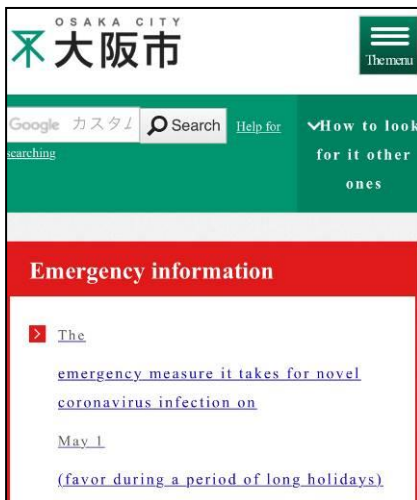 OSAKA CITY
大阪市
The menu
Google カスタム Search Help for
searching
How to look
for it other
ones
Emergency information
The
emergency measure it takes for novel
coronavirus infection on
May 1
(favor during a period of long holidays)